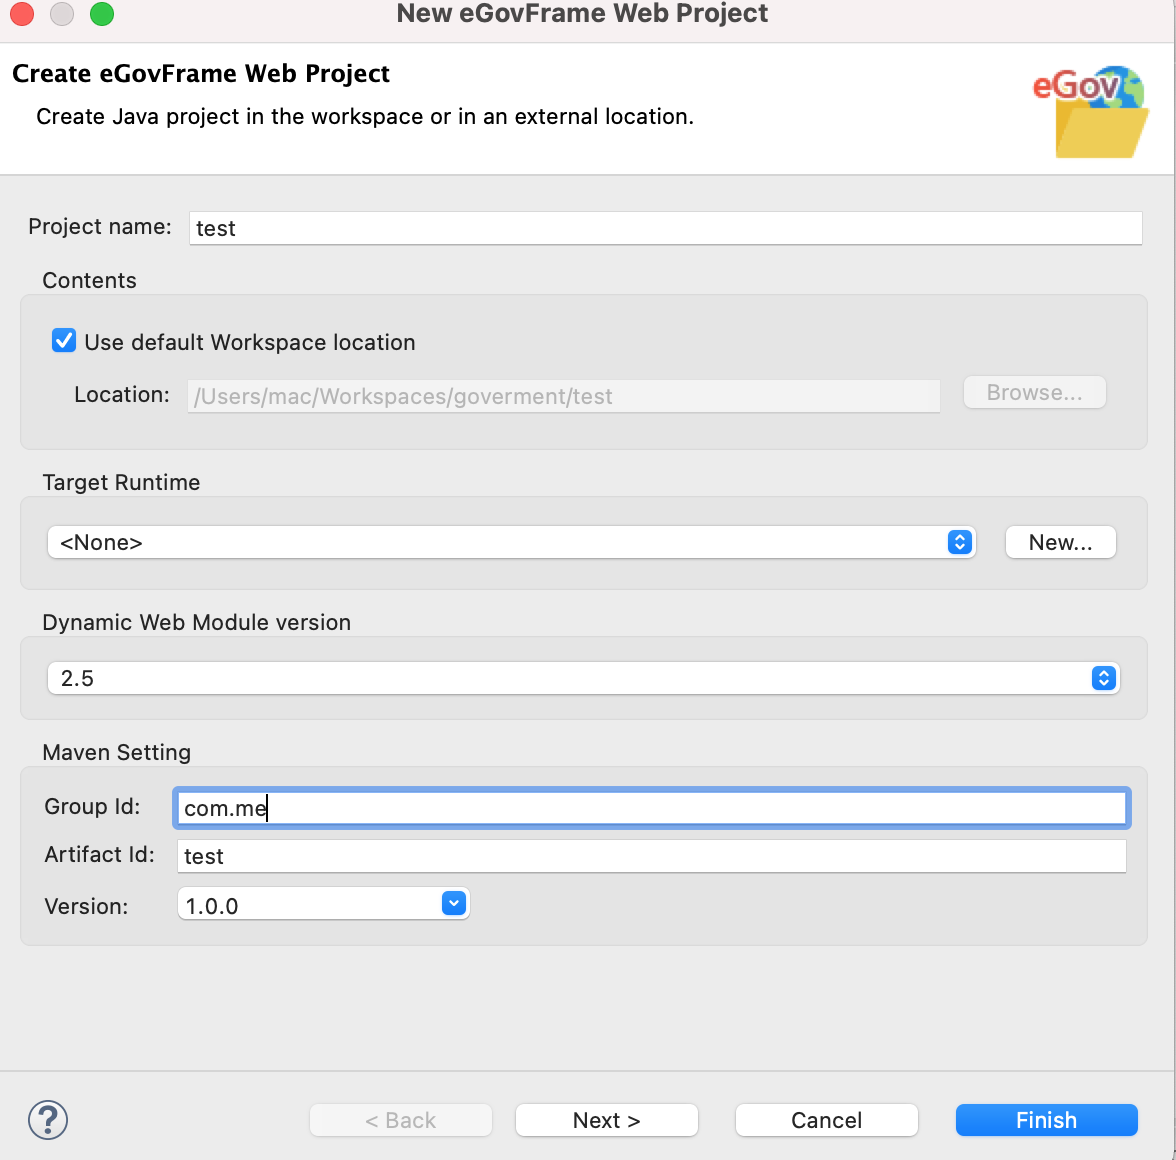 New eGovFrame Web Project
Create eGovFrame Web Project
Create Java project in the workspace or in an external location.
eGov
Project name: test
Contents
Use default Workspace location
Location: /Users/mac/Workspaces/goverment/test Browse...
Target Runtime
<None> New...
Dynamic Web Module version
2.5
Maven Setting
Group Id: com.me
Artifact Id: test
Version: 1.0.0
? < Back Next > Cancel Finish